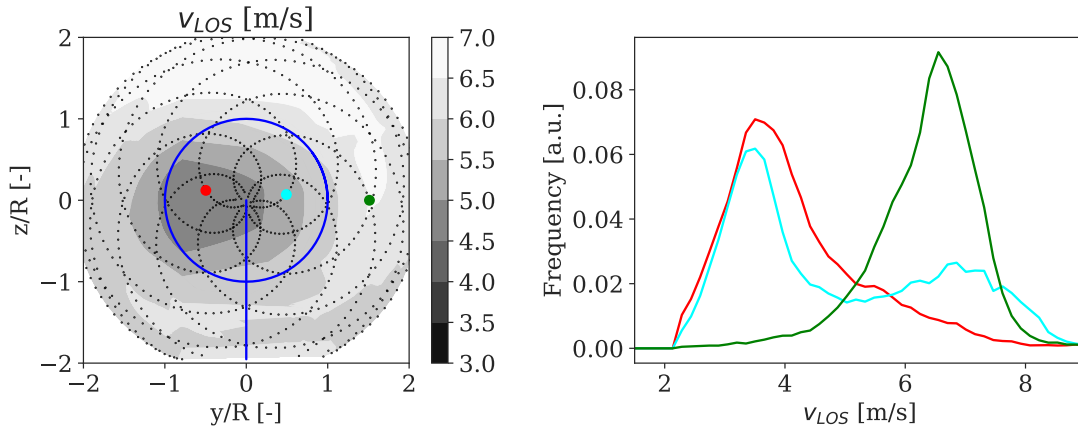 v_LOS [m/s]
2
1
0
−1
−2
z/R [-]
−2 −1 0 1 2
y/R [-]
7.0
6.5
6.0
5.5
5.0
4.5
4.0
3.5
3.0
Frequency [a.u.]
0.08
0.06
0.04
0.02
0.00
2 4 6 8
v_LOS [m/s]